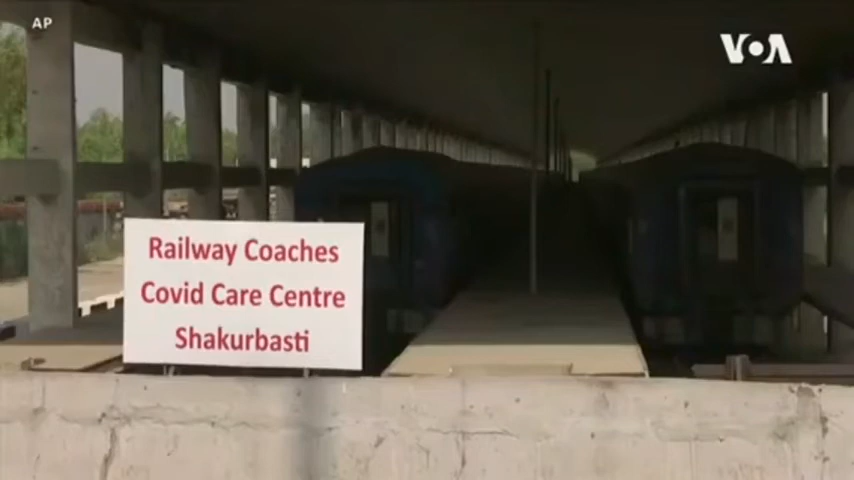 AP
VOA
Railway Coaches
Covid Care Centre
Shakurbasti